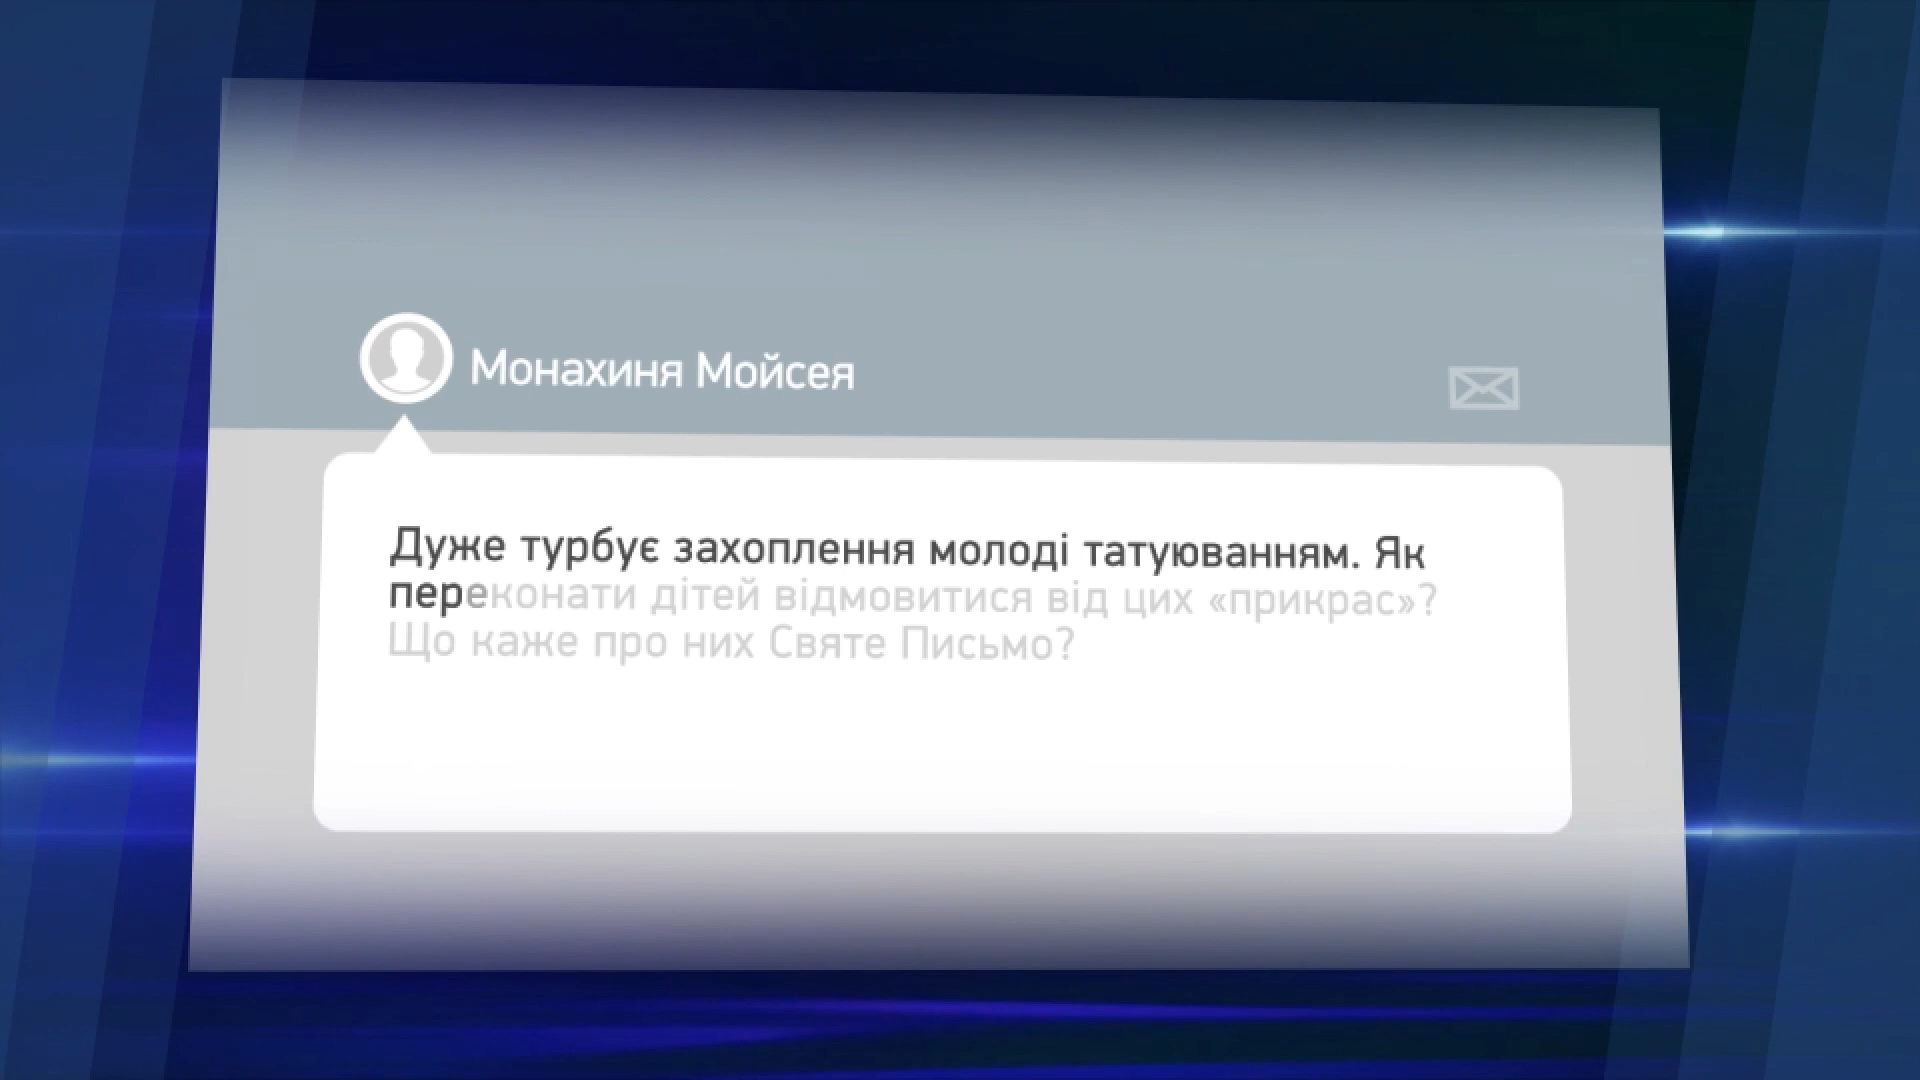 Монахиня Мойсея
Дуже турбує захоплення молоді татуюванням. Як
переконати дітей відмовитися від цих «прикрас»?
Що каже про них Святе Письмо?